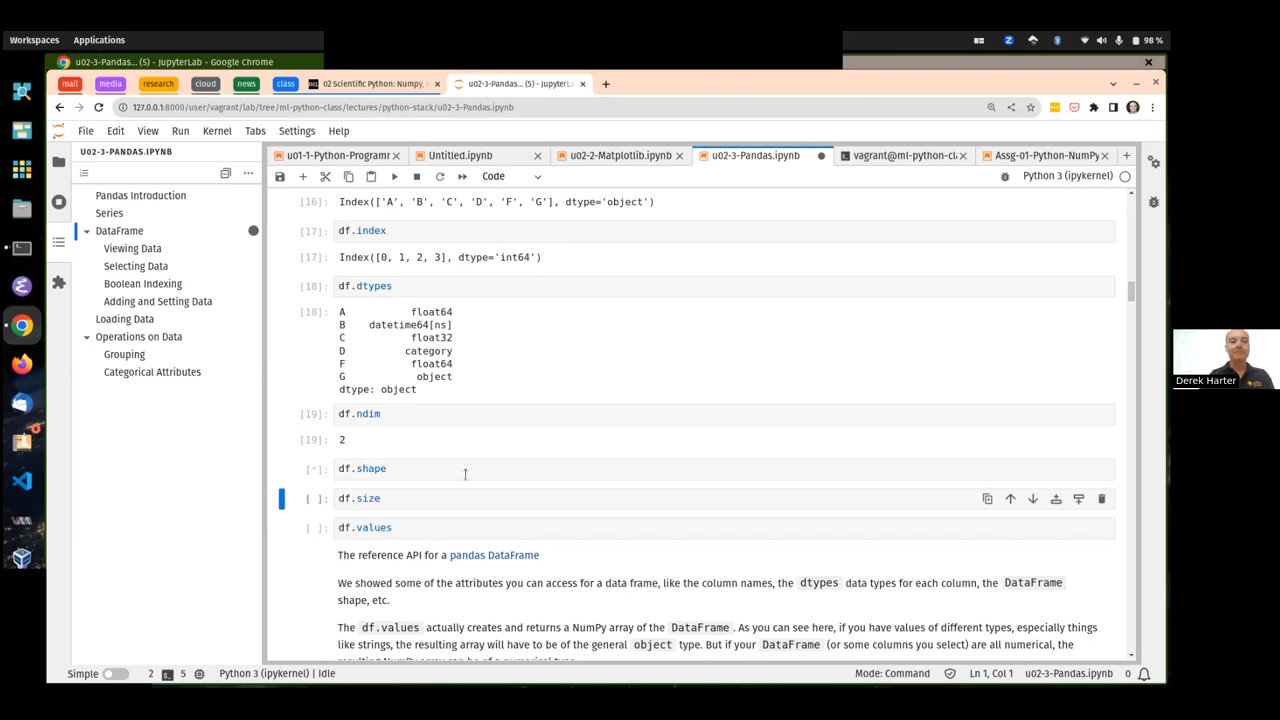 Workspaces Applications
98 %
u02-3-Pandas... (5) - JupyterLab - Google Chrome
mail media research cloud news class 02 Scientific Python: Numpy, u02-3-Pandas... (5) - JupyterLa
127.0.0.1:8000/user/vagrant/lab/tree/ml-python-class/lectures/python-stack/u02-3-Pandas.ipynb
File Edit View Run Kernel Tabs Settings Help
U02-3-PANDAS.IPYNB
u01-1-Python-Programr Untitled.ipynb u02-2-Matplotlib.ipynb u02-3-Pandas.ipynb vagrant@ml-python-cl Assg-01-Python-NumPy
Code Python 3 (ipykernel)
Pandas Introduction
Series
DataFrame
Viewing Data
Selecting Data
Boolean Indexing
Adding and Setting Data
Loading Data
Operations on Data
Grouping
Categorical Attributes
[16]: Index(['A', 'B', 'C', 'D', 'F', 'G'], dtype='object')
[17]: df.index
[17]: Index([0, 1, 2, 3], dtype='int64')
[18]: df.dtypes
[18]: A float64
B datetime64[ns]
C float32
D category
F float64
G object
dtype: object
[19]: df.ndim
[19]: 2
[*]: df.shape
[ ]: df.size
[ ]: df.values
The reference API for a pandas DataFrame
We showed some of the attributes you can access for a data frame, like the column names, the dtypes data types for each column, the DataFrame
shape, etc.
The df.values actually creates and returns a NumPy array of the DataFrame. As you can see here, if you have values of different types, especially things
like strings, the resulting array will have to be of the general object type. But if your DataFrame (or some columns you select) are all numerical, the
resulting NumPy array can be of a numerical type.
Derek Harter
Simple 2 5 Python 3 (ipykernel) | Idle Mode: Command Ln 1, Col 1 u02-3-Pandas.ipynb 0